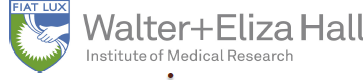 FIAT LUX
Walter+Eliza Hall
Institute of Medical Research